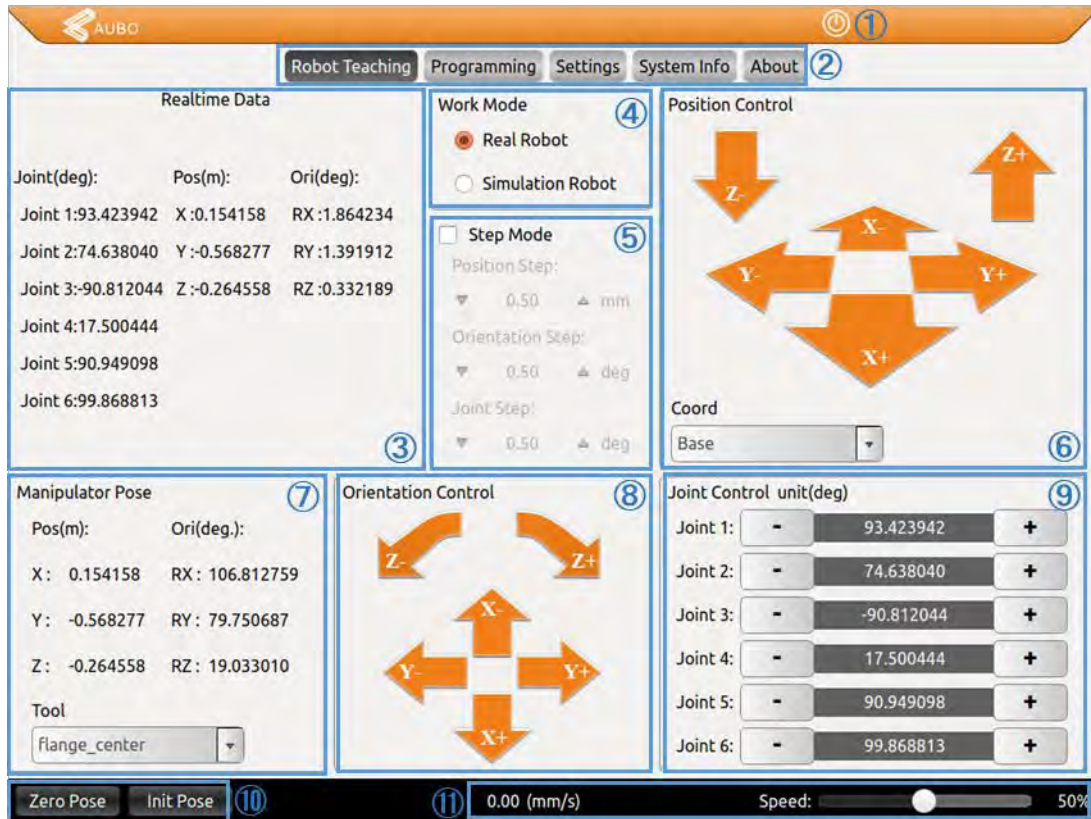 AUBO
①
Robot Teaching Programming Settings System Info About ②
Realtime Data
Joint(deg): Pos(m): Ori(deg):
Joint 1:93.423942 X :0.154158 RX :1.864234
Joint 2:74.638040 Y :-0.568277 RY :1.391912
Joint 3:-90.812044 Z :-0.264558 RZ :0.332189
Joint 4:17.500444
Joint 5:90.949098
Joint 6:99.868813
③
Work Mode ④
Real Robot
Simulation Robot
Step Mode ⑤
Position Step:
0.50 mm
Orientation Step:
0.50 deg
Joint Step:
0.50 deg
Position Control
Z- Z+
X-
Y- Y+
X+
Coord
Base ⑥
Manipulator Pose ⑦
Pos(m): Ori(deg.):
X : 0.154158 RX : 106.812759
Y : -0.568277 RY : 79.750687
Z : -0.264558 RZ : 19.033010
Tool
flange_center
Orientation Control ⑧
Z- Z+
X-
Y- Y+
X+
Joint Control unit(deg) ⑨
Joint 1: - 93.423942 +
Joint 2: - 74.638040 +
Joint 3: - -90.812044 +
Joint 4: - 17.500444 +
Joint 5: - 90.949098 +
Joint 6: - 99.868813 +
Zero Pose Init Pose ⑩
⑪ 0.00 (mm/s) Speed: 50%